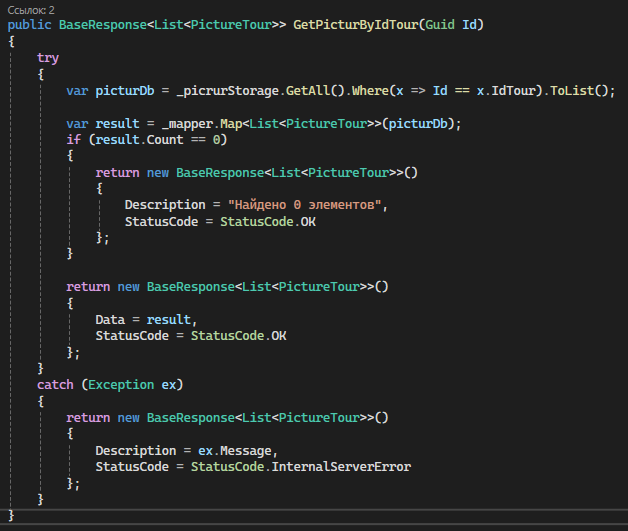 Ссылок: 2
public BaseResponse<List<PictureTour>> GetPicturByIdTour(Guid Id)
{
try
{
var picturDb = _picrurStorage.GetAll().Where(x => Id == x.IdTour).ToList();
var result = _mapper.Map<List<PictureTour>>(picturDb);
if (result.Count == 0)
{
return new BaseResponse<List<PictureTour>>()
{
Description = "Найдено 0 элементов",
StatusCode = StatusCode.OK
};
}
return new BaseResponse<List<PictureTour>>()
{
Data = result,
StatusCode = StatusCode.OK
};
}
catch (Exception ex)
{
return new BaseResponse<List<PictureTour>>()
{
Description = ex.Message,
StatusCode = StatusCode.InternalServerError
};
}
}